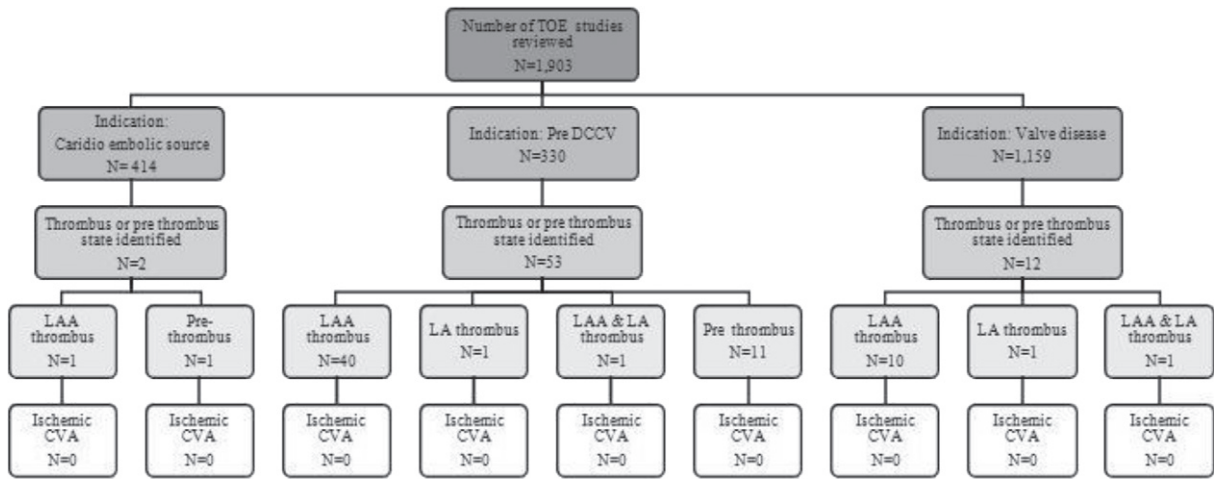 Number of TOE studies
reviewed
N=1,903
Indication:
Caridio embolic source
N= 414
Indication: Pre DCCV
N=330
Indication: Valve disease
N=1,159
Thrombus or pre thrombus
state identified
N=2
Thrombus or pre thrombus
state identified
N=53
Thrombus or pre thrombus
state identified
N=12
LAA
thrombus
N=1
Pre-
thrombus
N=1
LAA
thrombus
N=40
LA thrombus
N=1
LAA & LA
thrombus
N=1
Pre thrombus
N=11
LAA
thrombus
N=10
LA thrombus
N=1
LAA & LA
thrombus
N=1
Ischemic
CVA
N=0
Ischemic
CVA
N=0
Ischemic
CVA
N=0
Ischemic
CVA
N=0
Ischemic
CVA
N=0
Ischemic
CVA
N=0
Ischemic
CVA
N=0
Ischemic
CVA
N=0
Ischemic
CVA
N=0